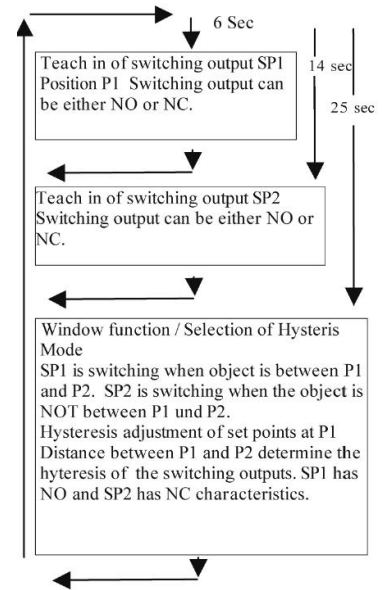 6 Sec
Teach in of switching output SP1
Position P1 Switching output can
be either NO or NC.
14 sec
25 sec
Teach in of switching output SP2
Switching output can be either NO or
NC.
Window function / Selection of Hysteris
Mode
SP1 is switching when object is between P1
and P2. SP2 is switching when the object is
NOT between P1 und P2.
Hysteresis adjustment of set points at P1
Distance between P1 and P2 determine the
hyteresis of the switching outputs. SP1 has
NO and SP2 has NC characteristics.